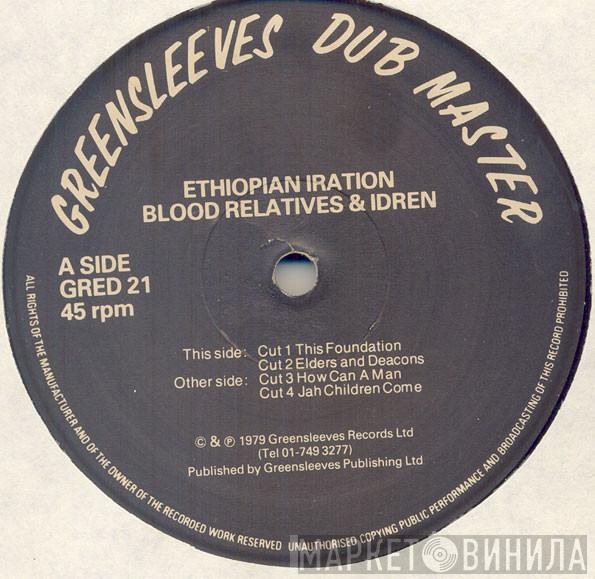 GREENSLEEVES DUB MASTER
ETHIOPIAN IRATION
BLOOD RELATIVES & IDREN
A SIDE
GRED 21
45 rpm
This side: Cut 1 This Foundation
Cut 2 Elders and Deacons
Other side: Cut 3 How Can A Man
Cut 4 Jah Children Come
© & ℗ 1979 Greensleeves Records Ltd
(Tel 01-749 3277)
Published by Greensleeves Publishing Ltd
ALL RIGHTS OF THE MANUFACTURER AND OF THE OWNER OF THE RECORDED WORK RESERVED UNAUTHORISED COPYING PUBLIC PERFORMANCE AND BROADCASTING OF THIS RECORD PROHIBITED
МАРКЕТ ВИНИЛА